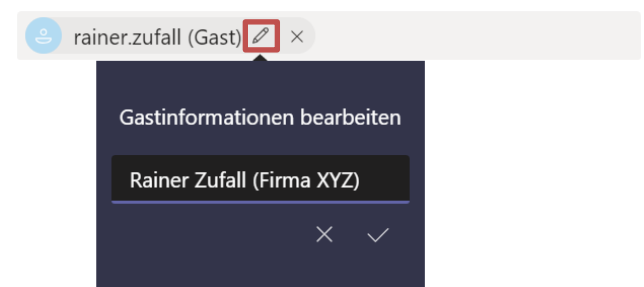 rainer.zufall (Gast)
Gastinformationen bearbeiten
Rainer Zufall (Firma XYZ)